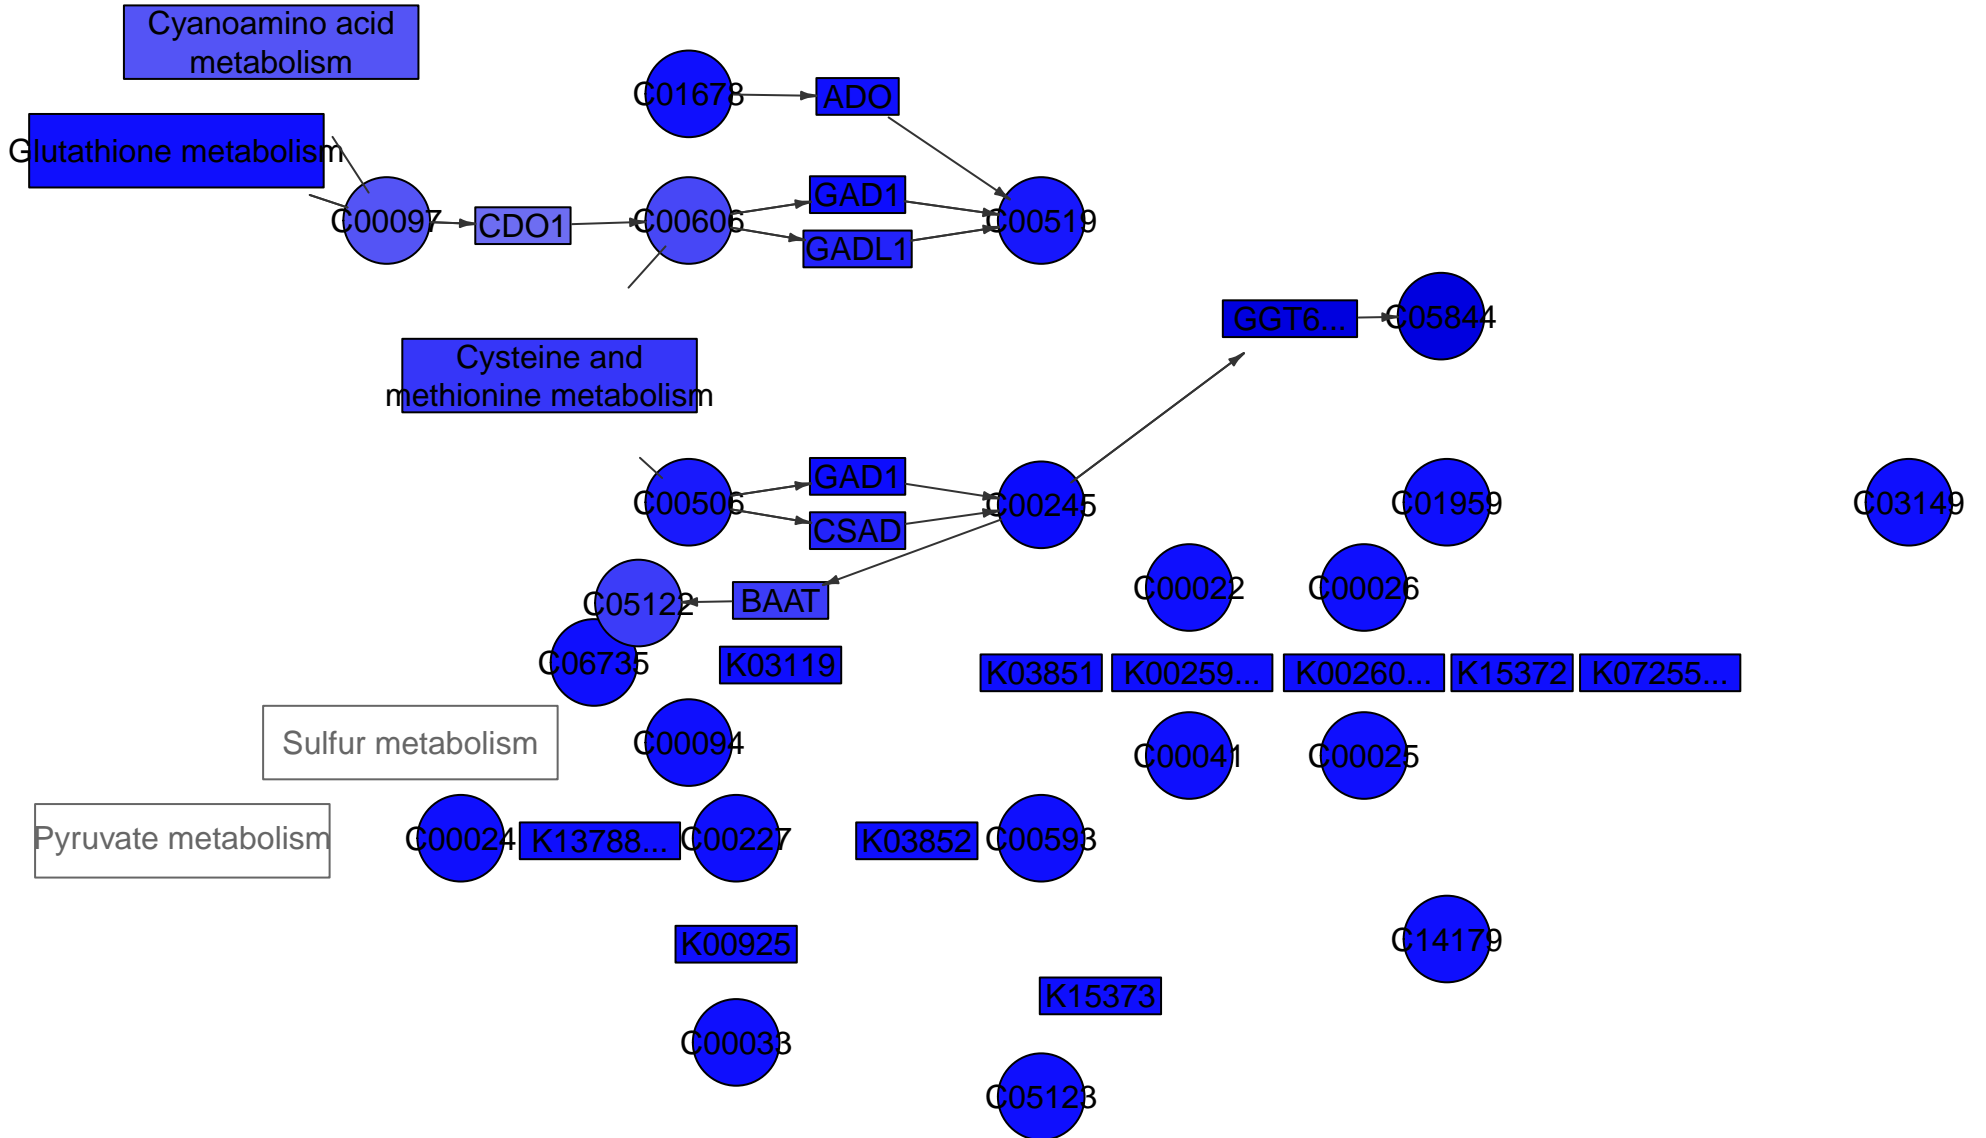 Cyanoamino acid
metabolism
C01678
ADO
Glutathione metabolism
C00097
CDO1
C00606
GAD1
GADL1
C00519
GGT6...
C05844
Cysteine and
methionine metabolism
C00506
GAD1
CSAD
C00245
C01959
C03149
C05122
BAAT
C00022
C00026
C06735
K03119
K03851
K00259...
K00260...
K15372
K07255...
Sulfur metabolism
C00094
C00041
C00025
Pyruvate metabolism
C00024
K13788...
C00227
K03852
C00593
K00925
C14179
K15373
C00033
C05123